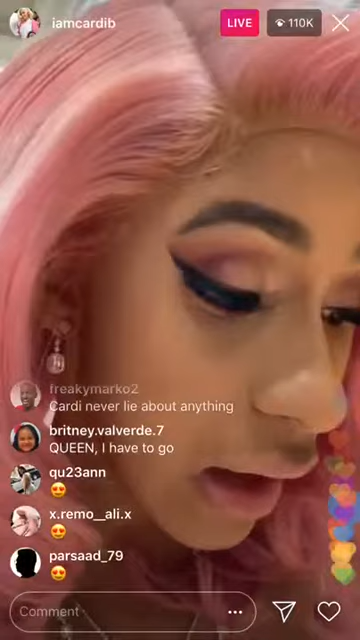 iamcardib
LIVE
110K
freakymarko2
Cardi never lie about anything
britney.valverde.7
QUEEN, I have to go
qu23ann
😍
x.remo__ali.x
😍
parsaad_79
😍
Comment